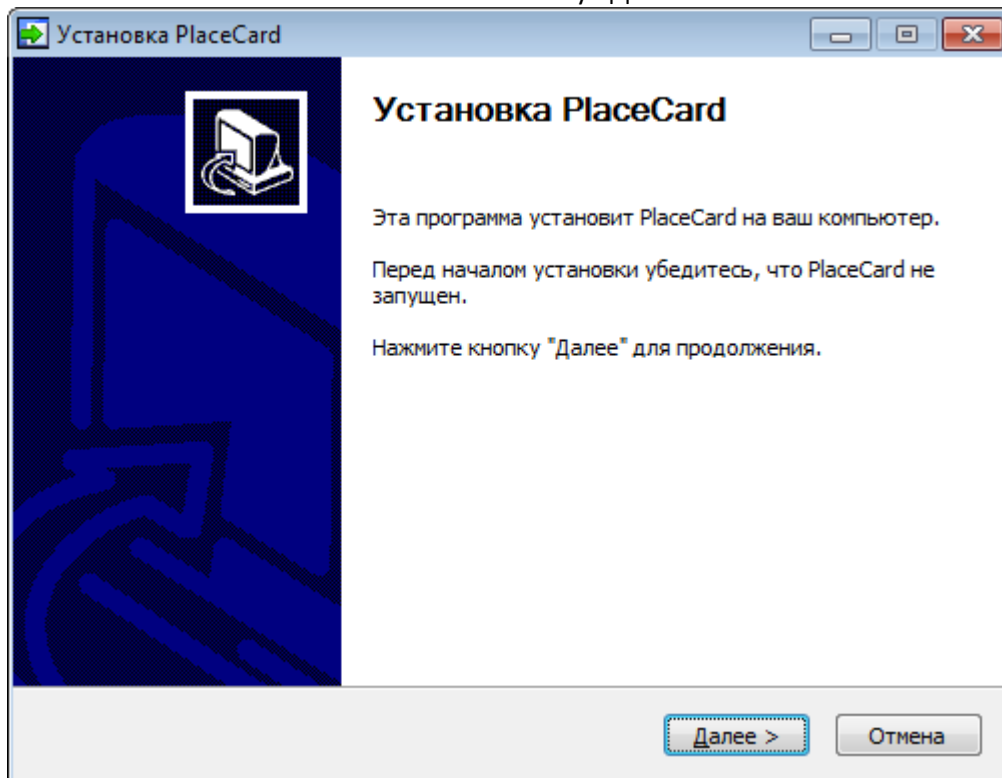 Установка PlaceCard
Установка PlaceCard
Эта программа установит PlaceCard на ваш компьютер.
Перед началом установки убедитесь, что PlaceCard не
запущен.
Нажмите кнопку "Далее" для продолжения.
Далее >
Отмена